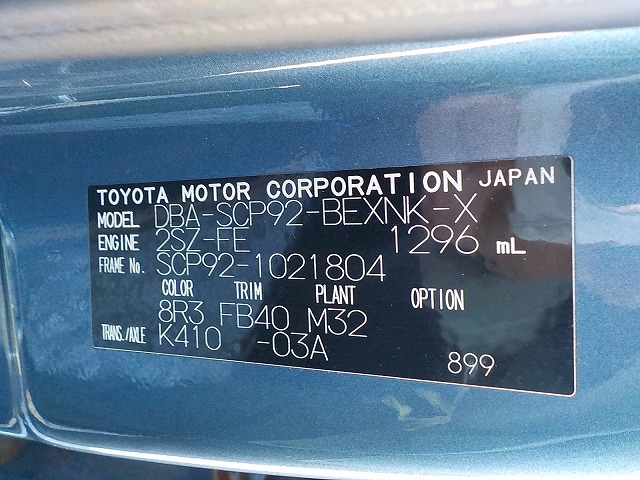 TOYOTA MOTOR CORPORATION JAPAN
MODEL DBA-SCP92-BEXNK-X
ENGINE 2SZ-FE 1296 mL
FRAME No. SCP92-1021804
COLOR TRIM PLANT OPTION
8R3 FB40 M32
TRANS./AXLE K410 -03A
899